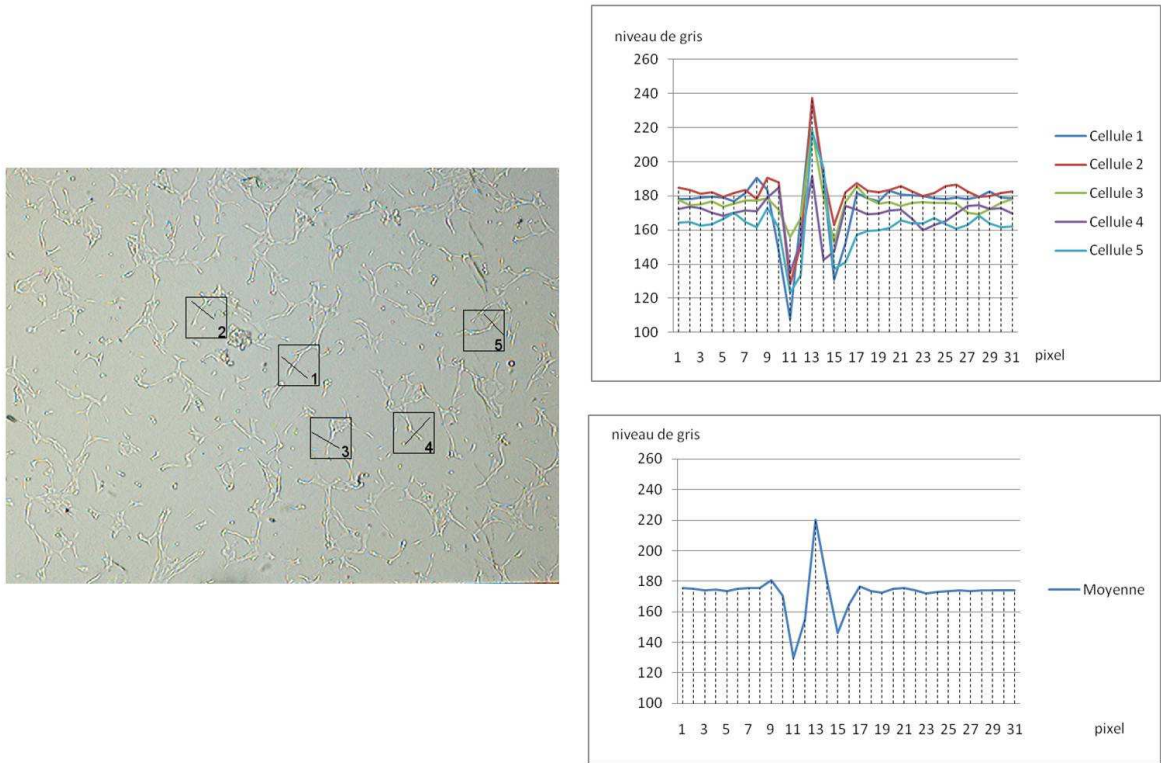 2
1
5
3
4
niveau de gris
260
240
220
200
180
160
140
120
100
1 3 5 7 9 11 13 15 17 19 21 23 25 27 29 31 pixel
Cellule 1
Cellule 2
Cellule 3
Cellule 4
Cellule 5
niveau de gris
260
240
220
200
180
160
140
120
100
1 3 5 7 9 11 13 15 17 19 21 23 25 27 29 31 pixel
Moyenne